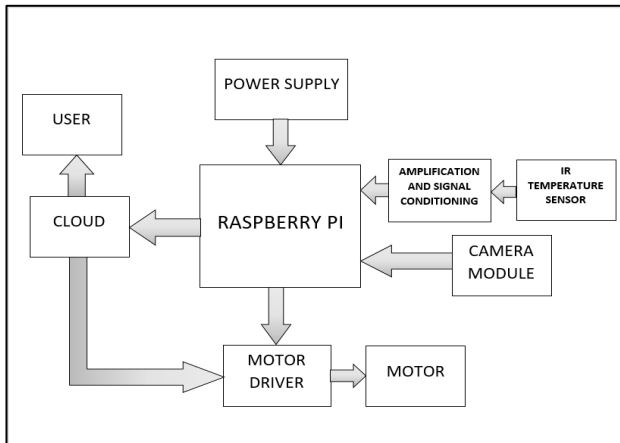 POWER SUPPLY
USER
AMPLIFICATION
AND SIGNAL
CONDITIONING
IR
TEMPERATURE
SENSOR
CLOUD
RASPBERRY PI
CAMERA
MODULE
MOTOR
DRIVER
MOTOR